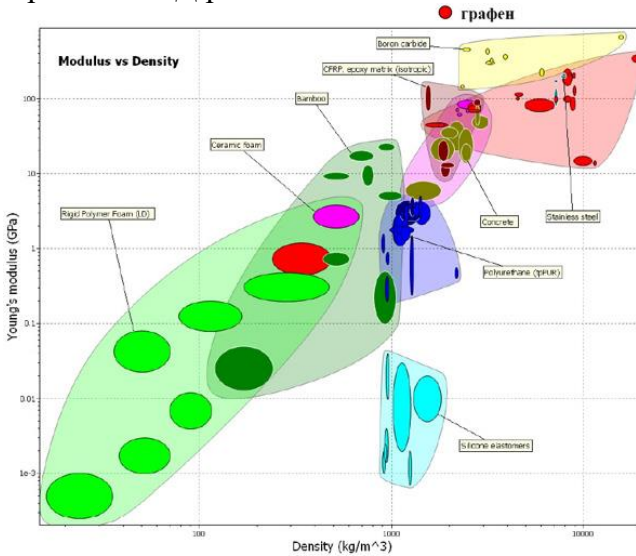 графен
Modulus vs Density
Boron carbide
CFRP, epoxy matrix (isotropic)
Bamboo
Ceramic foam
Rigid Polymer Foam (LD)
Concrete
Stainless steel
Polyurethane (tpPUR)
Silicone elastomers
Young's modulus (GPa)
100
10
1
0.1
0.01
1e-3
100
1000
10000
Density (kg/m^3)